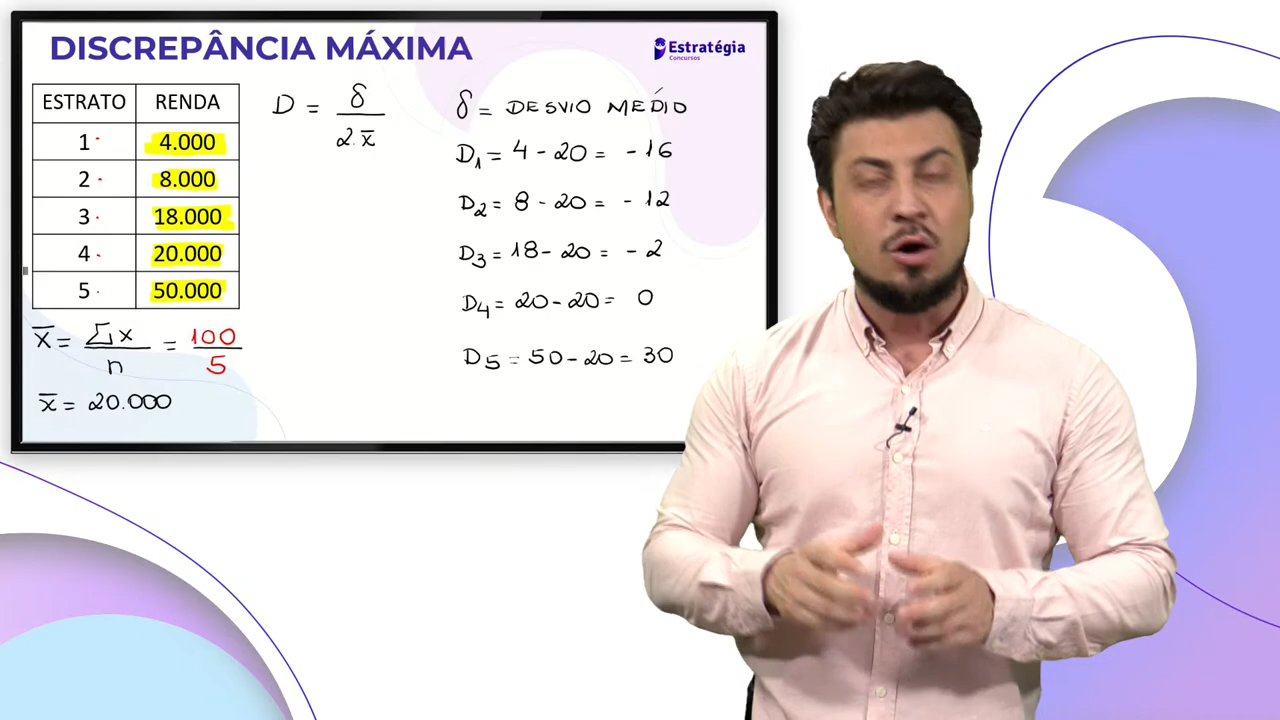 DISCREPÂNCIA MÁXIMA
Estratégia
Concursos
ESTRATO RENDA
1 4.000
2 8.000
3 18.000
4 20.000
5 50.000
x̄ = Σx / n = 100 / 5
x̄ = 20.000
D = δ / 2.x̄
δ = DESVIO MEDIO
D₁ = 4 - 20 = - 16
D₂ = 8 - 20 = - 12
D₃ = 18 - 20 = - 2
D₄ = 20 - 20 = 0
D₅ = 50 - 20 = 30